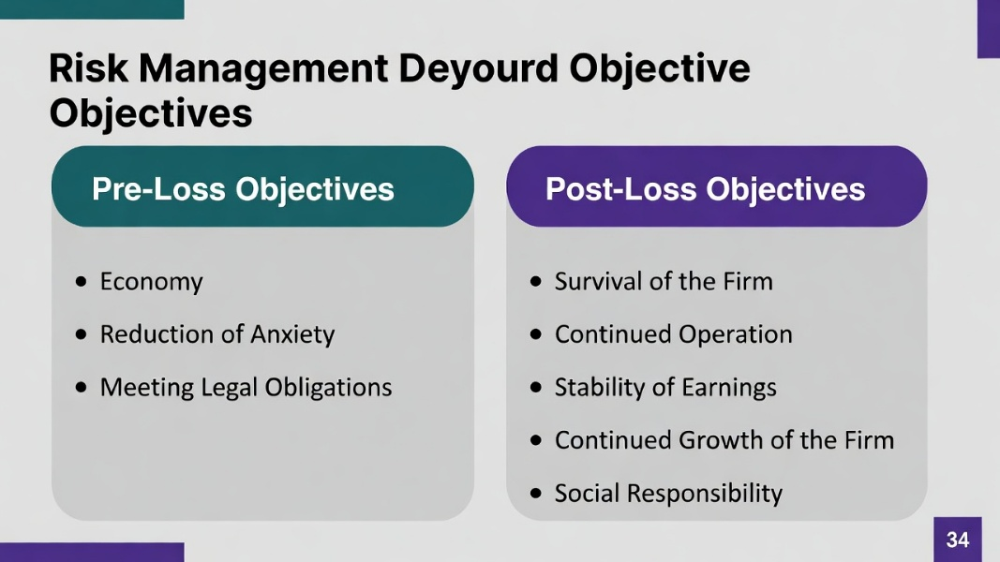 Risk Management Deyourd Objective
Objectives
Pre-Loss Objectives
• Economy
• Reduction of Anxiety
• Meeting Legal Obligations
Post-Loss Objectives
• Survival of the Firm
• Continued Operation
• Stability of Earnings
• Continued Growth of the Firm
• Social Responsibility
34